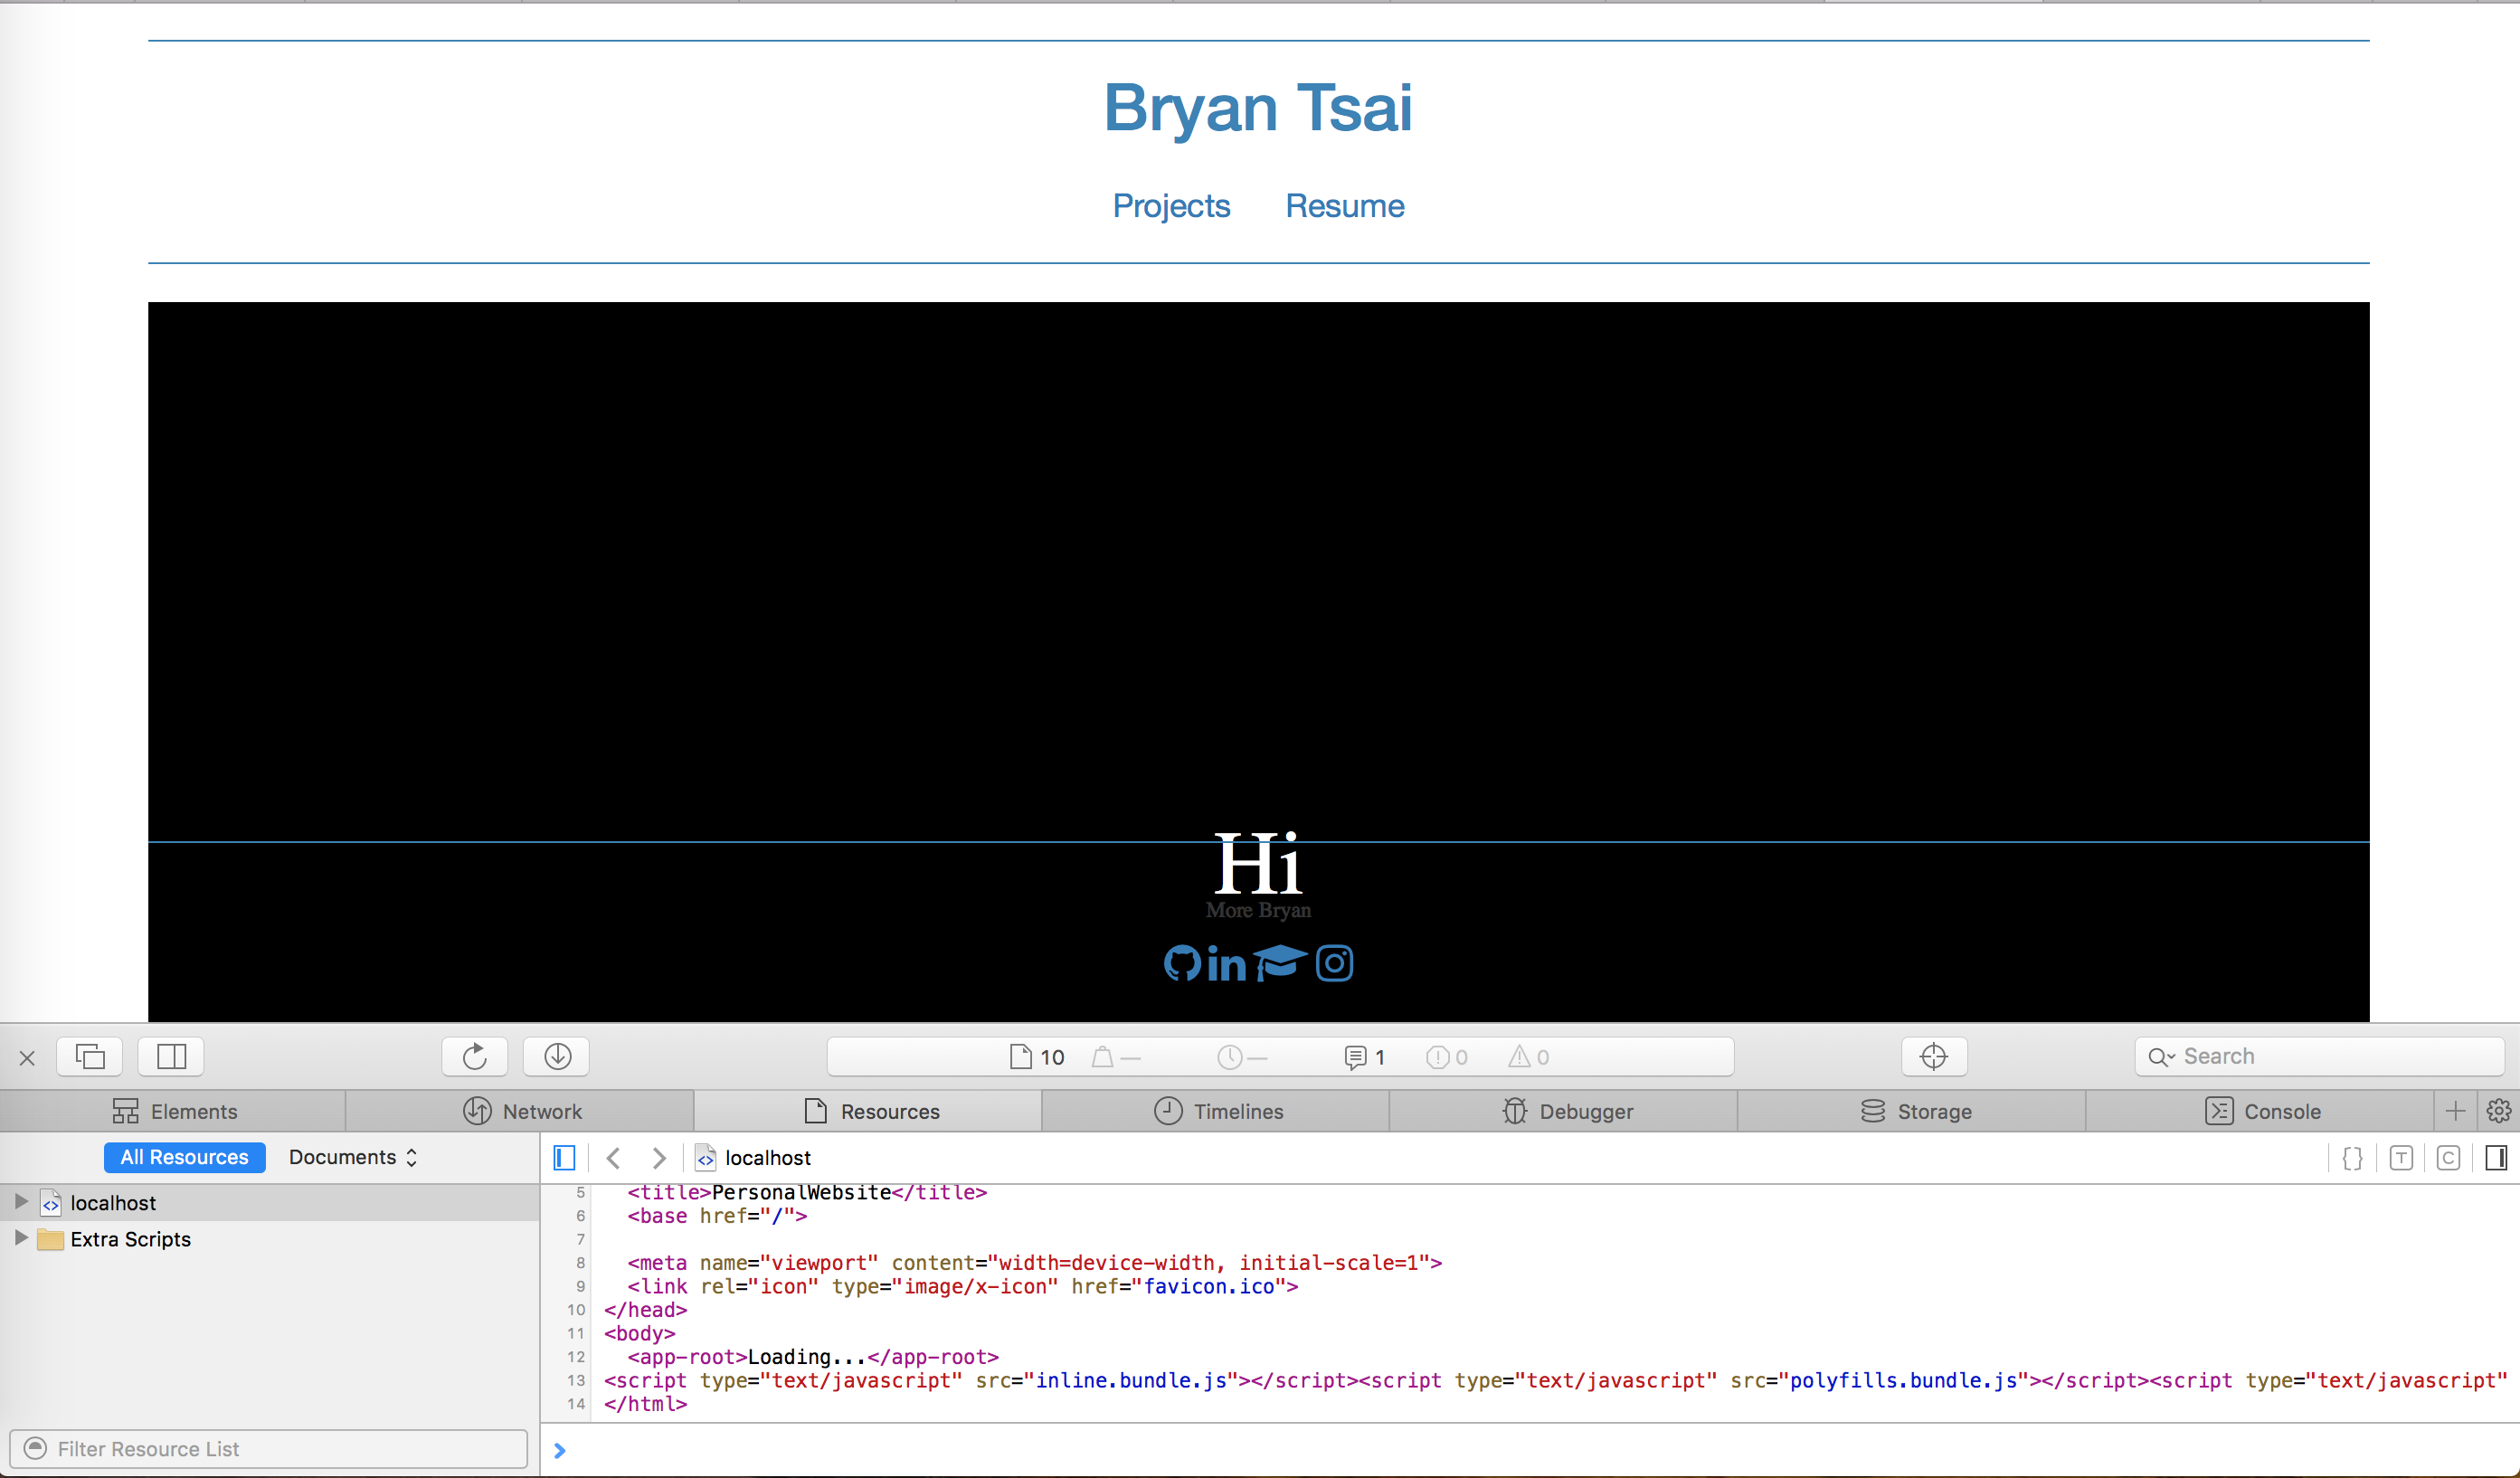 Bryan Tsai
Projects Resume
Hi
More Bryan
10 — — 1 0 0 Search
Elements Network Resources Timelines Debugger Storage Console
All Resources Documents localhost
localhost
Extra Scripts
5 <title>PersonalWebsite</title>
6 <base href="/">
7
8 <meta name="viewport" content="width=device-width, initial-scale=1">
9 <link rel="icon" type="image/x-icon" href="favicon.ico">
10 </head>
11 <body>
12 <app-root>Loading...</app-root>
13 <script type="text/javascript" src="inline.bundle.js"></script><script type="text/javascript" src="polyfills.bundle.js"></script><script type="text/javascript"
14 </html>
Filter Resource List